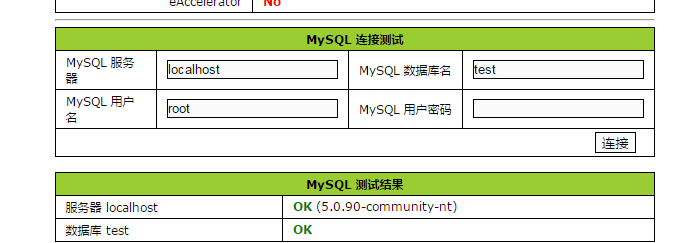 eAccelerator No
MySQL 连接测试
MySQL 服务器 localhost MySQL 数据库名 test
MySQL 用户名 root MySQL 用户密码
连接
MySQL 测试结果
服务器 localhost OK (5.0.90-community-nt)
数据库 test OK